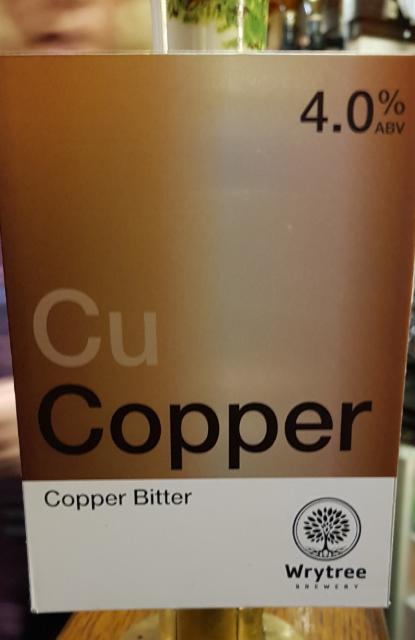 4.0%
ABV
Cu
Copper
Copper Bitter
Wrytree
BREWERY